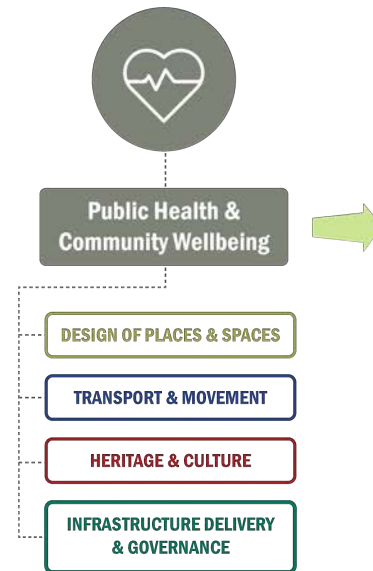 Public Health &
Community Wellbeing
DESIGN OF PLACES & SPACES
TRANSPORT & MOVEMENT
HERITAGE & CULTURE
INFRASTRUCTURE DELIVERY
& GOVERNANCE